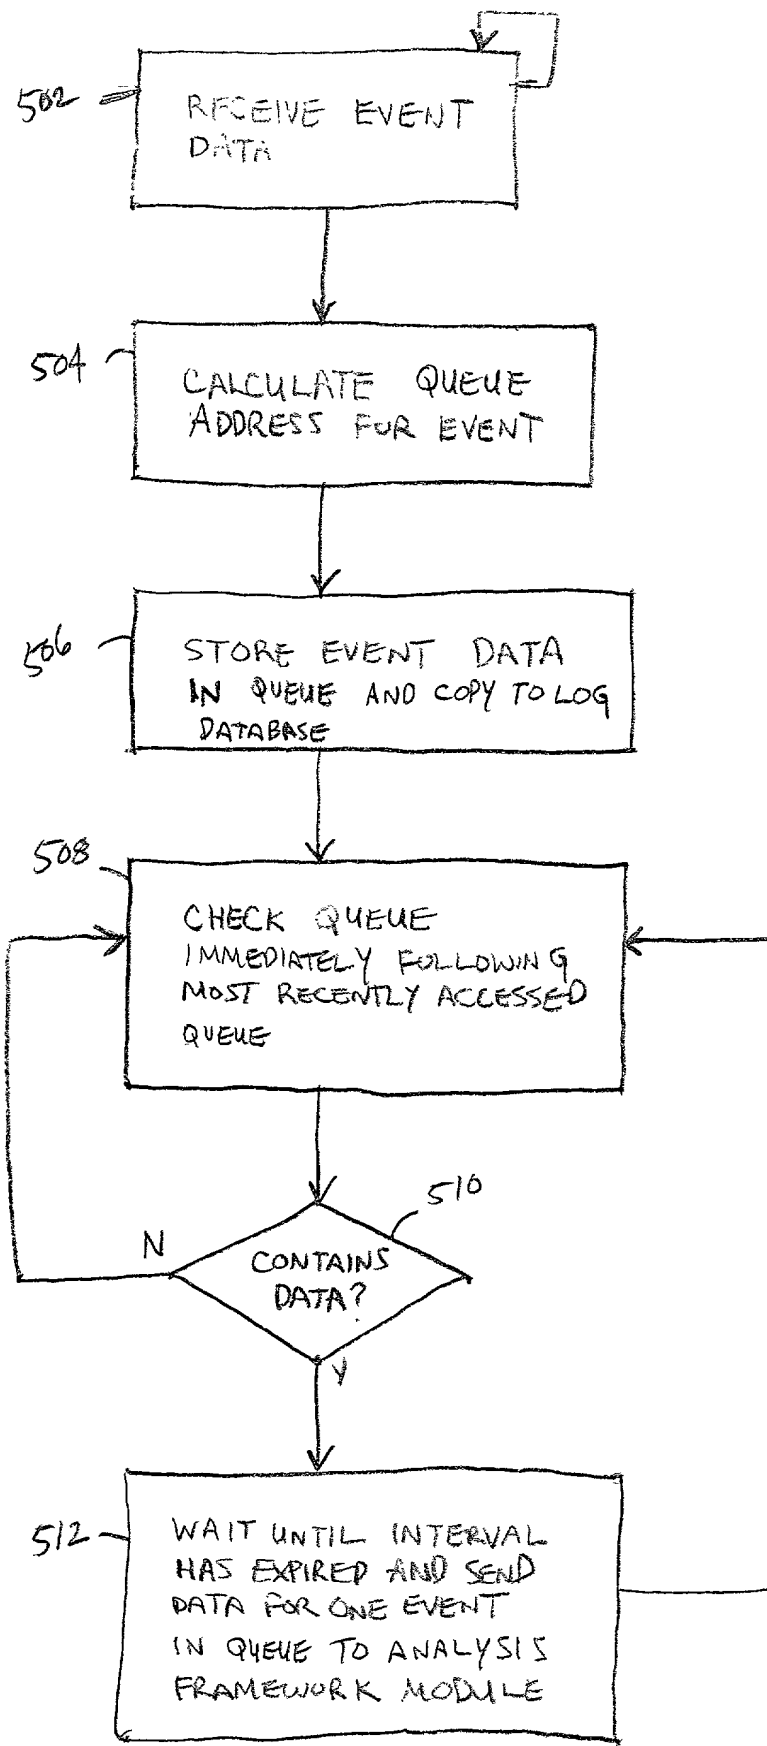 502
RECEIVE EVENT
DATA
504
CALCULATE QUEUE
ADDRESS FOR EVENT
506
STORE EVENT DATA
IN QUEUE AND COPY TO LOG
DATABASE
508
CHECK QUEUE
IMMEDIATELY FOLLOWING
MOST RECENTLY ACCESSED
QUEUE
510
N
CONTAINS
DATA?
Y
512
WAIT UNTIL INTERVAL
HAS EXPIRED AND SEND
DATA FOR ONE EVENT
IN QUEUE TO ANALYSIS
FRAMEWORK MODULE